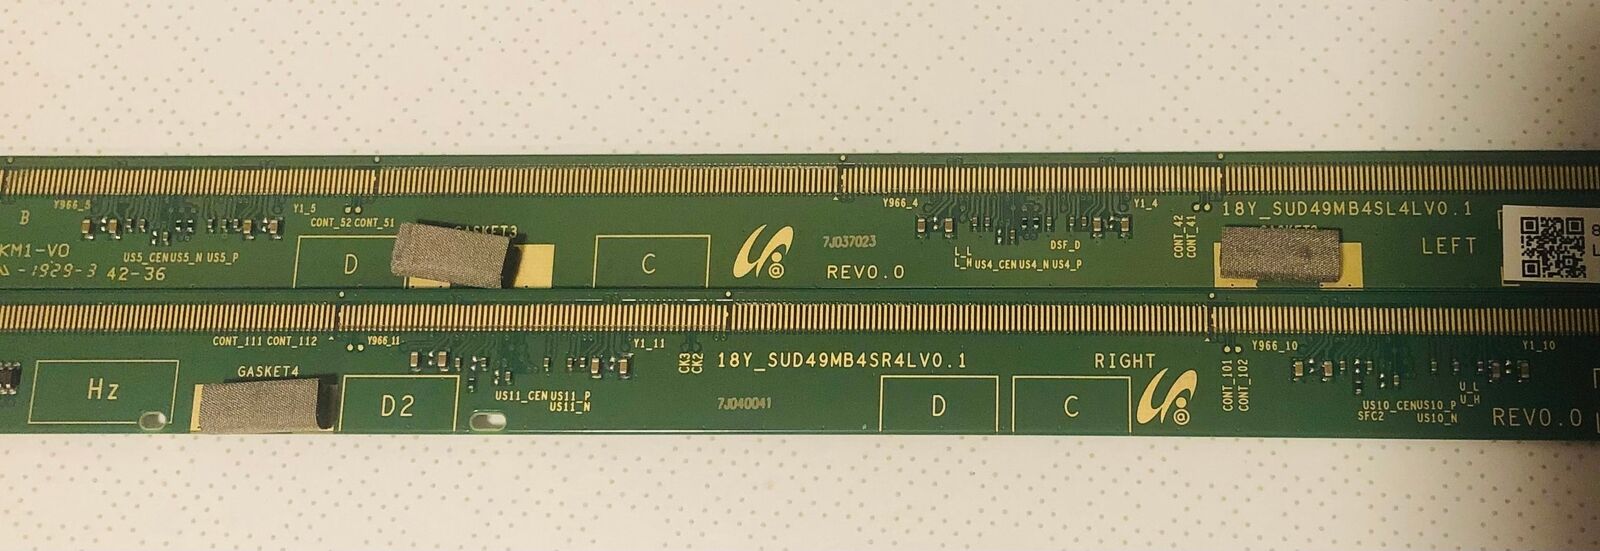 B
Y966_5
Y1_5
CONT_52 CONT_51
KM1-V0
-1929-3 42-36
US5_CEN US5_N US5_P
D
GASKET3
C
7J037023
REV0.0
Y966_4
Y1_4
L_L
L_H
DSF_D
US4_CEN US4_N US4_P
CONT_42
CONT_41
18Y_SUD49MB4SL4LV0.1
LEFT
8
L
CONT_111 CONT_112
Y966_11
Y1_11
CK3
CK2
18Y_SUD49MB4SR4LV0.1
RIGHT
CONT_101
CONT_102
Y966_10
Y1_10
Hz
GASKET4
D2
US11_CEN US11_P
US11_N
7J040041
D
C
US10_CEN US10_P
SFC2
US10_N
U_L
U_H
REV0.0